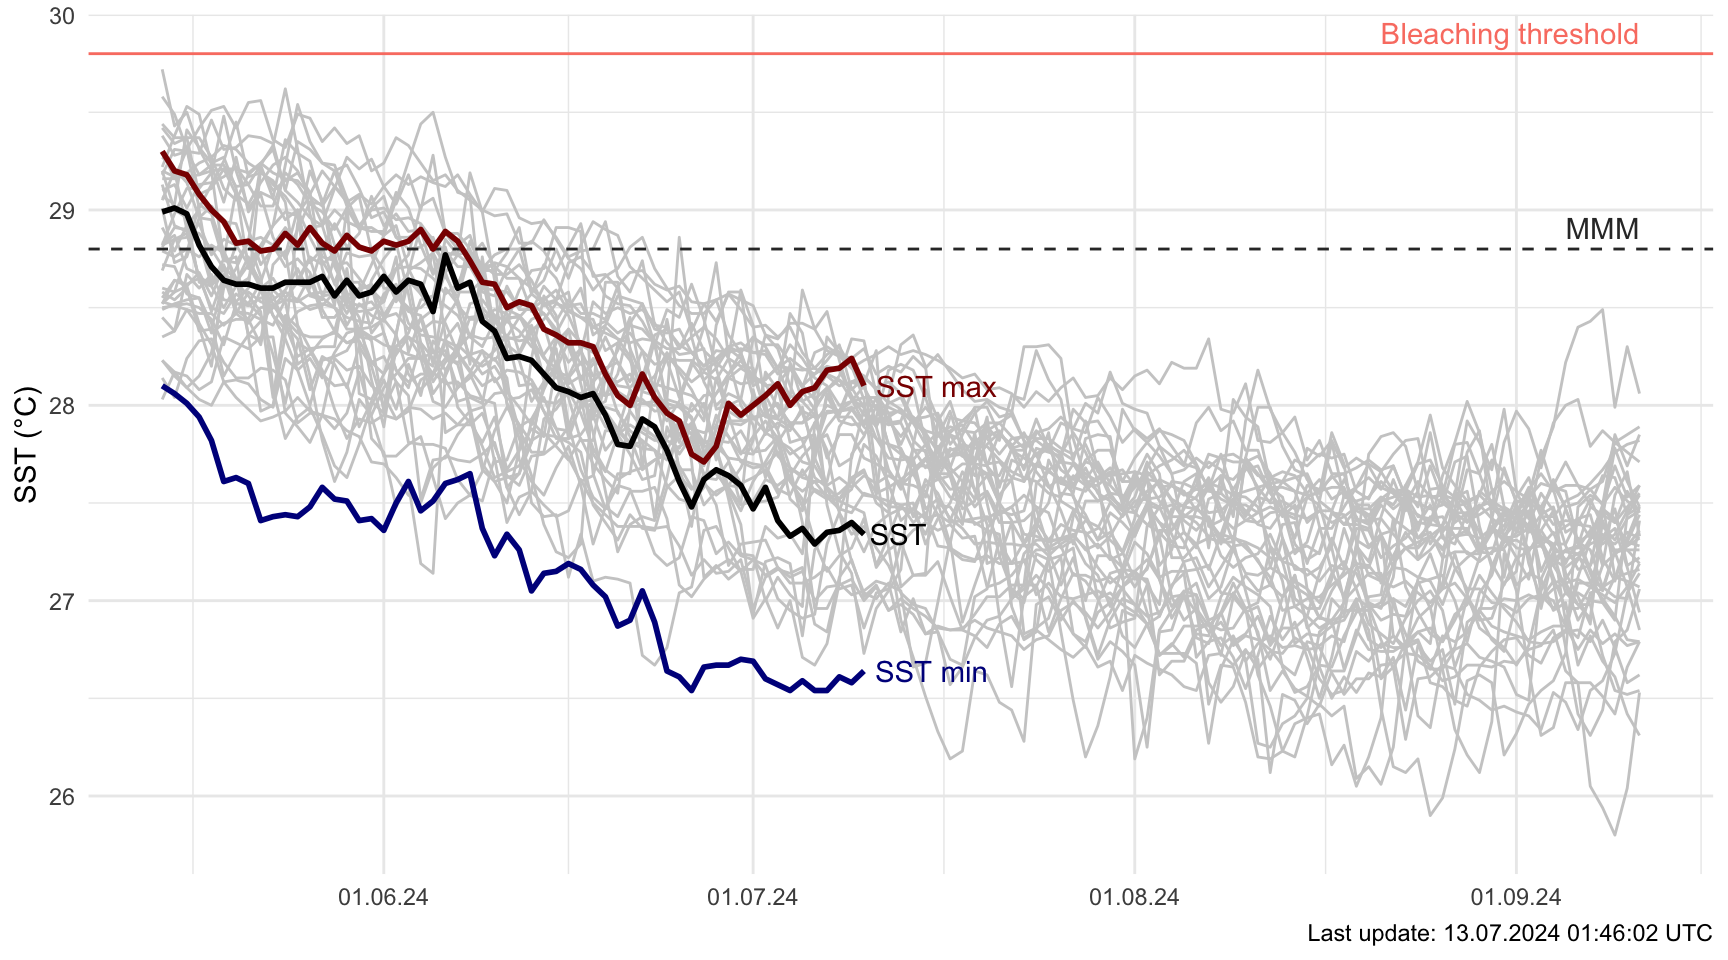 30
Bleaching threshold
29
MMM
SST (°C)
28
SST max
SST
27
SST min
26
01.06.24 01.07.24 01.08.24 01.09.24
Last update: 13.07.2024 01:46:02 UTC